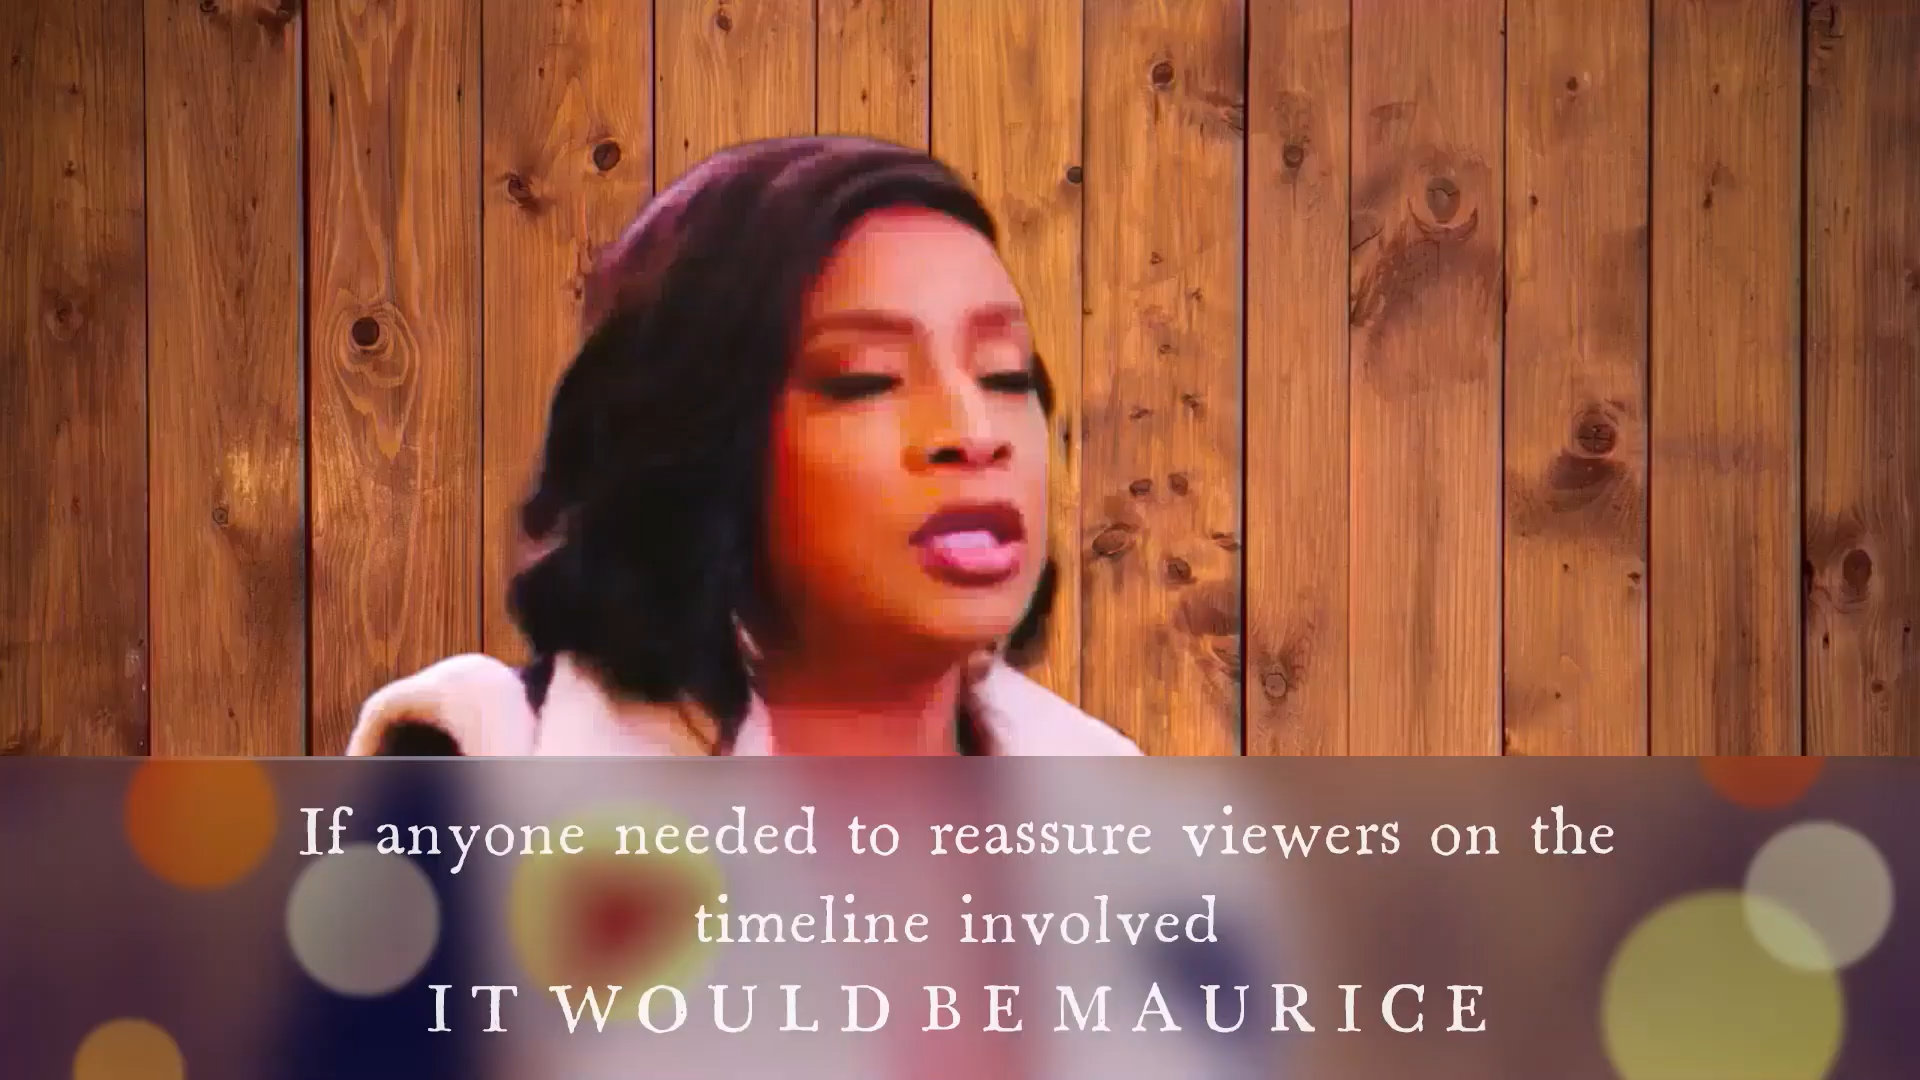 If anyone needed to reassure viewers on the
timeline involved
IT WOULD BE MAURICE